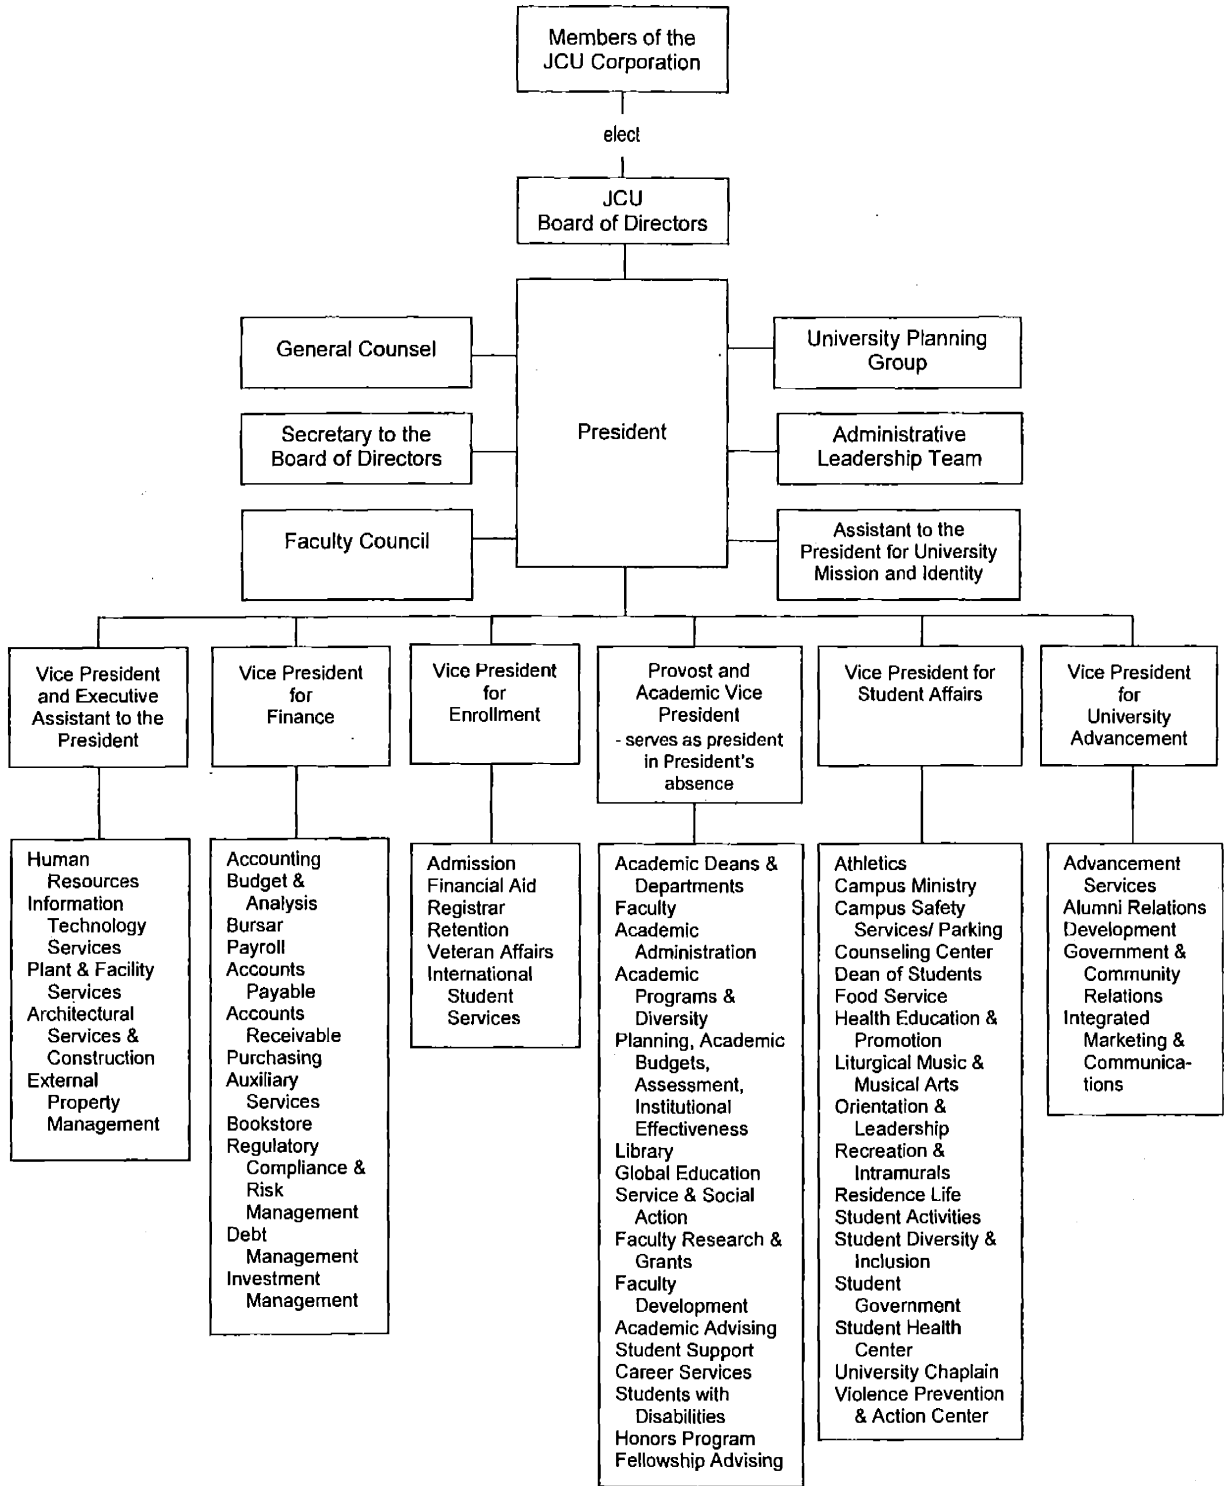 Members of the
JCU Corporation
elect
JCU
Board of Directors
General Counsel
Secretary to the
Board of Directors
Faculty Council
President
University Planning
Group
Administrative
Leadership Team
Assistant to the
President for University
Mission and Identity
Vice President
and Executive
Assistant to the
President
Human
Resources
Information
Technology
Services
Plant & Facility
Services
Architectural
Services &
Construction
External
Property
Management
Vice President
for
Finance
Accounting
Budget &
Analysis
Bursar
Payroll
Accounts
Payable
Accounts
Receivable
Purchasing
Auxiliary
Services
Bookstore
Regulatory
Compliance &
Risk
Management
Debt
Management
Investment
Management
Vice President
for
Enrollment
Admission
Financial Aid
Registrar
Retention
Veteran Affairs
International
Student
Services
Provost and
Academic Vice
President
- serves as president
in President's
absence
Academic Deans &
Departments
Faculty
Academic
Administration
Academic
Programs &
Diversity
Planning, Academic
Budgets,
Assessment,
Institutional
Effectiveness
Library
Global Education
Service & Social
Action
Faculty Research &
Grants
Faculty
Development
Academic Advising
Student Support
Career Services
Students with
Disabilities
Honors Program
Fellowship Advising
Vice President for
Student Affairs
Athletics
Campus Ministry
Campus Safety
Services/ Parking
Counseling Center
Dean of Students
Food Service
Health Education &
Promotion
Liturgical Music &
Musical Arts
Orientation &
Leadership
Recreation &
Intramurals
Residence Life
Student Activities
Student Diversity &
Inclusion
Student
Government
Student Health
Center
University Chaplain
Violence Prevention
& Action Center
Vice President
for
University
Advancement
Advancement
Services
Alumni Relations
Development
Government &
Community
Relations
Integrated
Marketing &
Communica-
tions